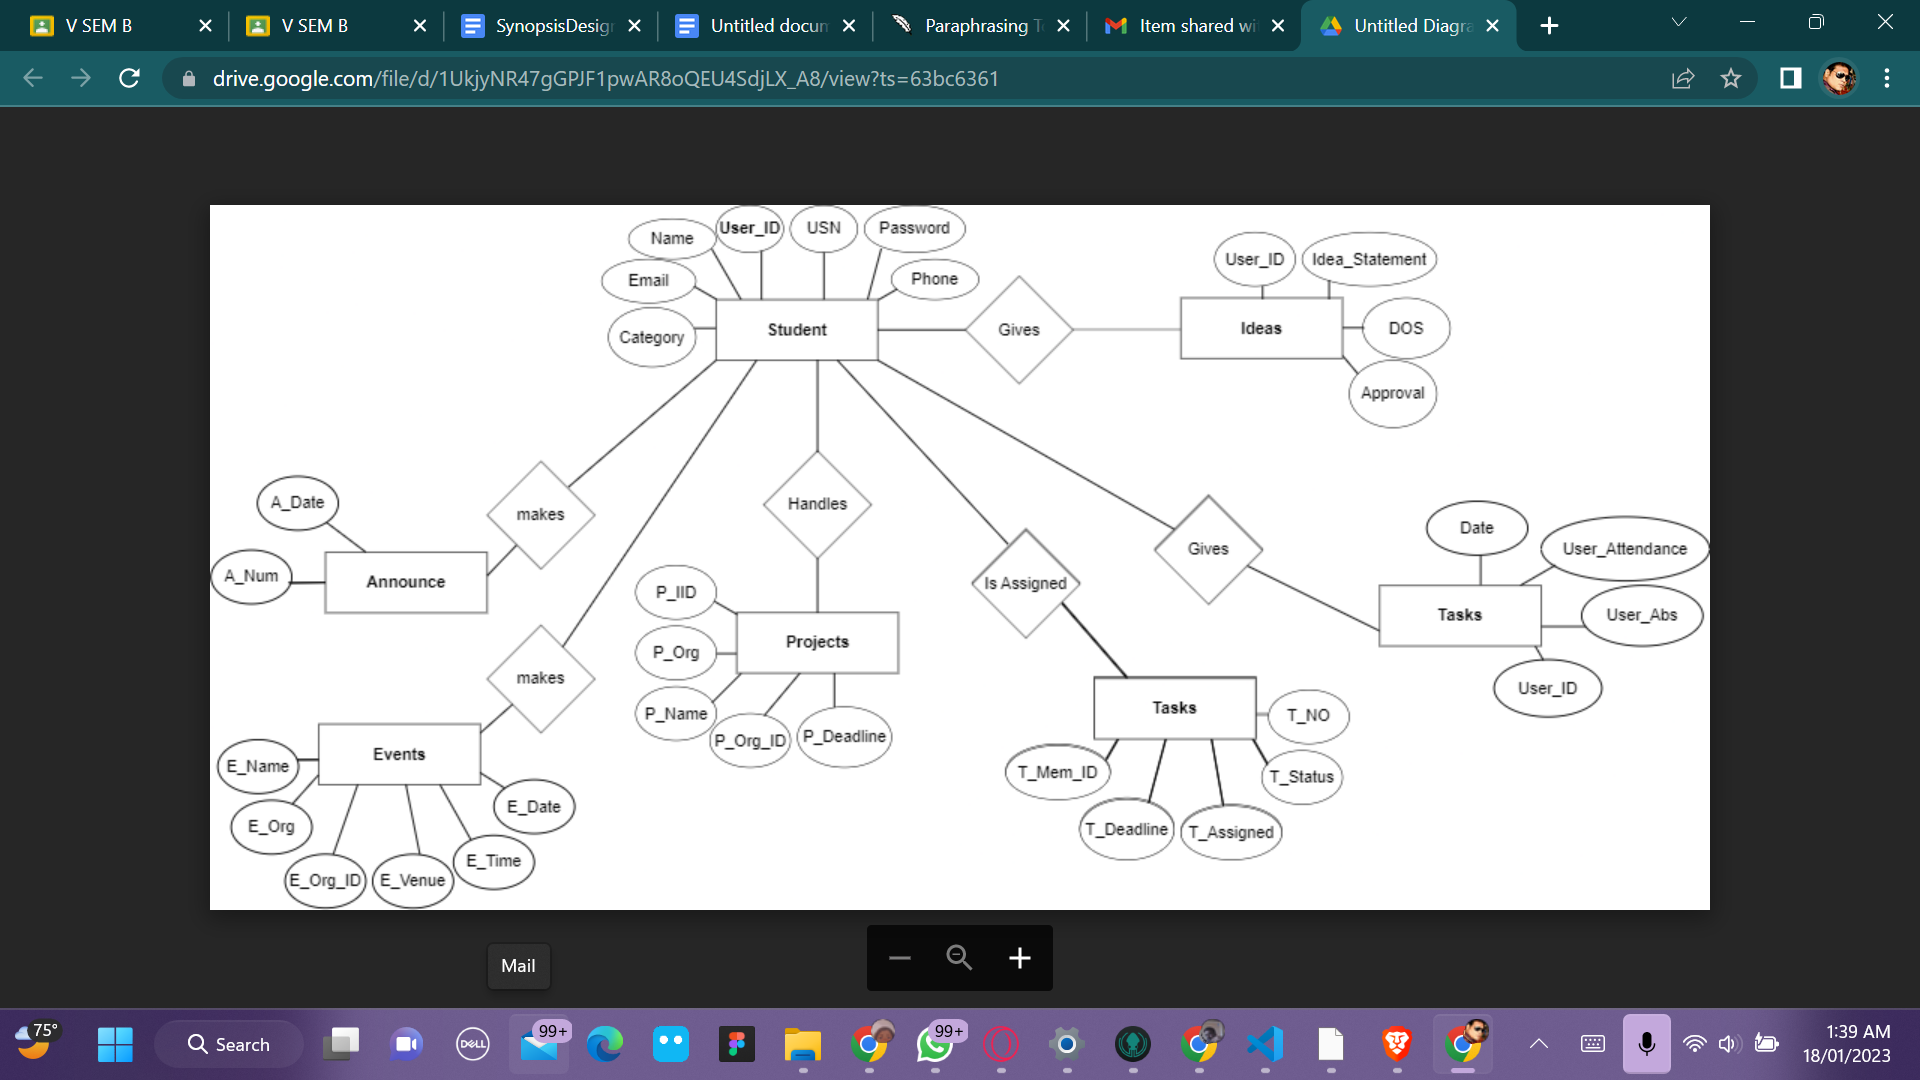 V SEM B
V SEM B
SynopsisDesig
Untitled docum
Paraphrasing T
Item shared wi
Untitled Diagra
drive.google.com/file/d/1UkjyNR47gGPJF1pwAR8oQEU4SdjLX_A8/view?ts=63bc6361
Name
User_ID
USN
Password
Email
Phone
Category
Student
Gives
User_ID
Idea_Statement
Ideas
DOS
Approval
A_Date
makes
A_Num
Announce
Handles
Is Assigned
Gives
Date
User_Attendance
Tasks
User_Abs
User_ID
P_IID
P_Org
Projects
P_Name
P_Org_ID
P_Deadline
makes
Events
E_Name
E_Org
E_Org_ID
E_Venue
E_Time
E_Date
Tasks
T_NO
T_Mem_ID
T_Status
T_Deadline
T_Assigned
Mail
75°
Search
DELL
99+
99+
1:39 AM
18/01/2023